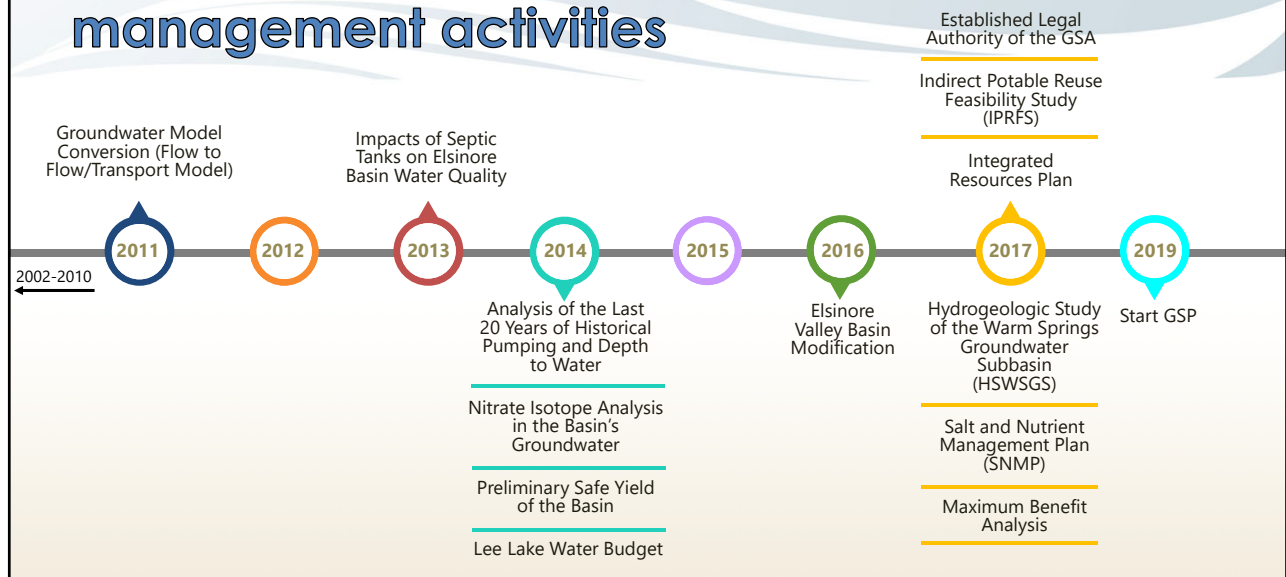 management activities
Established Legal
Authority of the GSA
Indirect Potable Reuse
Feasibility Study
(IPRFS)
Integrated
Resources Plan
Groundwater Model
Conversion (Flow to
Flow/Transport Model)
Impacts of Septic
Tanks on Elsinore
Basin Water Quality
2011
2012
2013
2014
2015
2016
2017
2019
2002-2010
Analysis of the Last
20 Years of Historical
Pumping and Depth
to Water
Nitrate Isotope Analysis
in the Basin's
Groundwater
Preliminary Safe Yield
of the Basin
Lee Lake Water Budget
Elsinore
Valley Basin
Modification
Hydrogeologic Study
of the Warm Springs
Groundwater
Subbasin
(HSWSGS)
Salt and Nutrient
Management Plan
(SNMP)
Maximum Benefit
Analysis
Start GSP